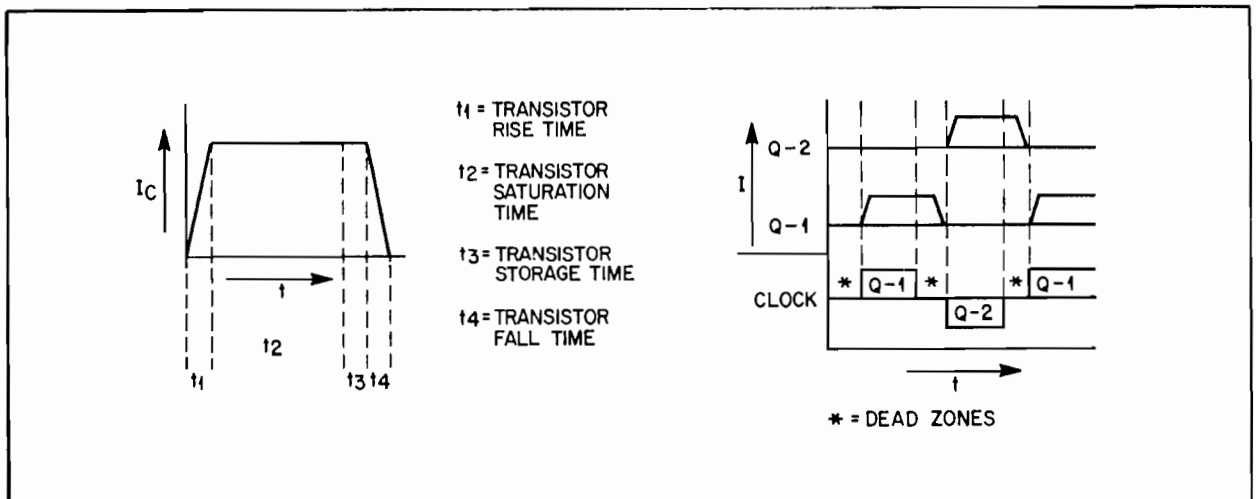 I_C
t
t1
t2
t3 t4
t1 = TRANSISTOR
RISE TIME
t2 = TRANSISTOR
SATURATION
TIME
t3 = TRANSISTOR
STORAGE TIME
t4 = TRANSISTOR
FALL TIME
I
Q-2
Q-1
CLOCK
* Q-1 * * Q-1
Q-2
t
* = DEAD ZONES